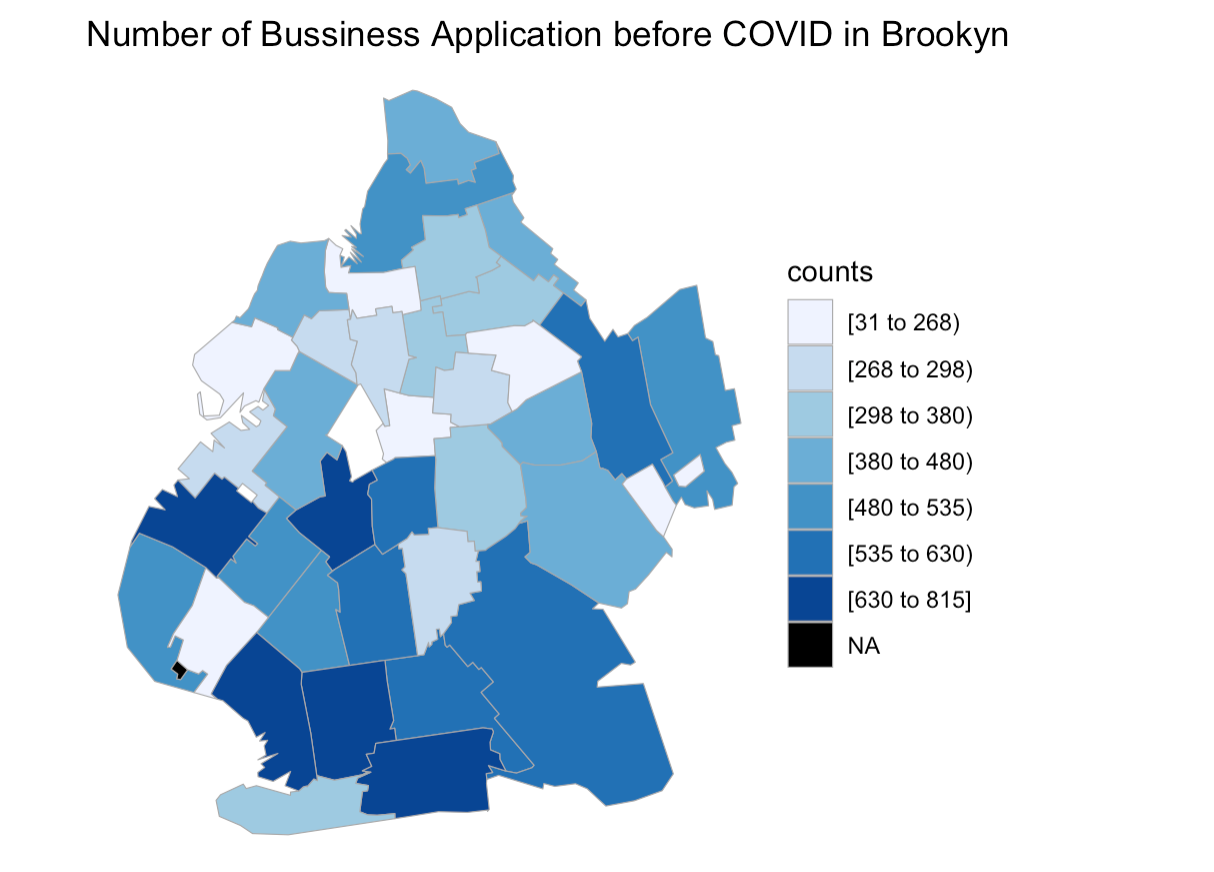 Number of Bussiness Application before COVID in Brookyn
counts
[31 to 268)
[268 to 298)
[298 to 380)
[380 to 480)
[480 to 535)
[535 to 630)
[630 to 815]
NA